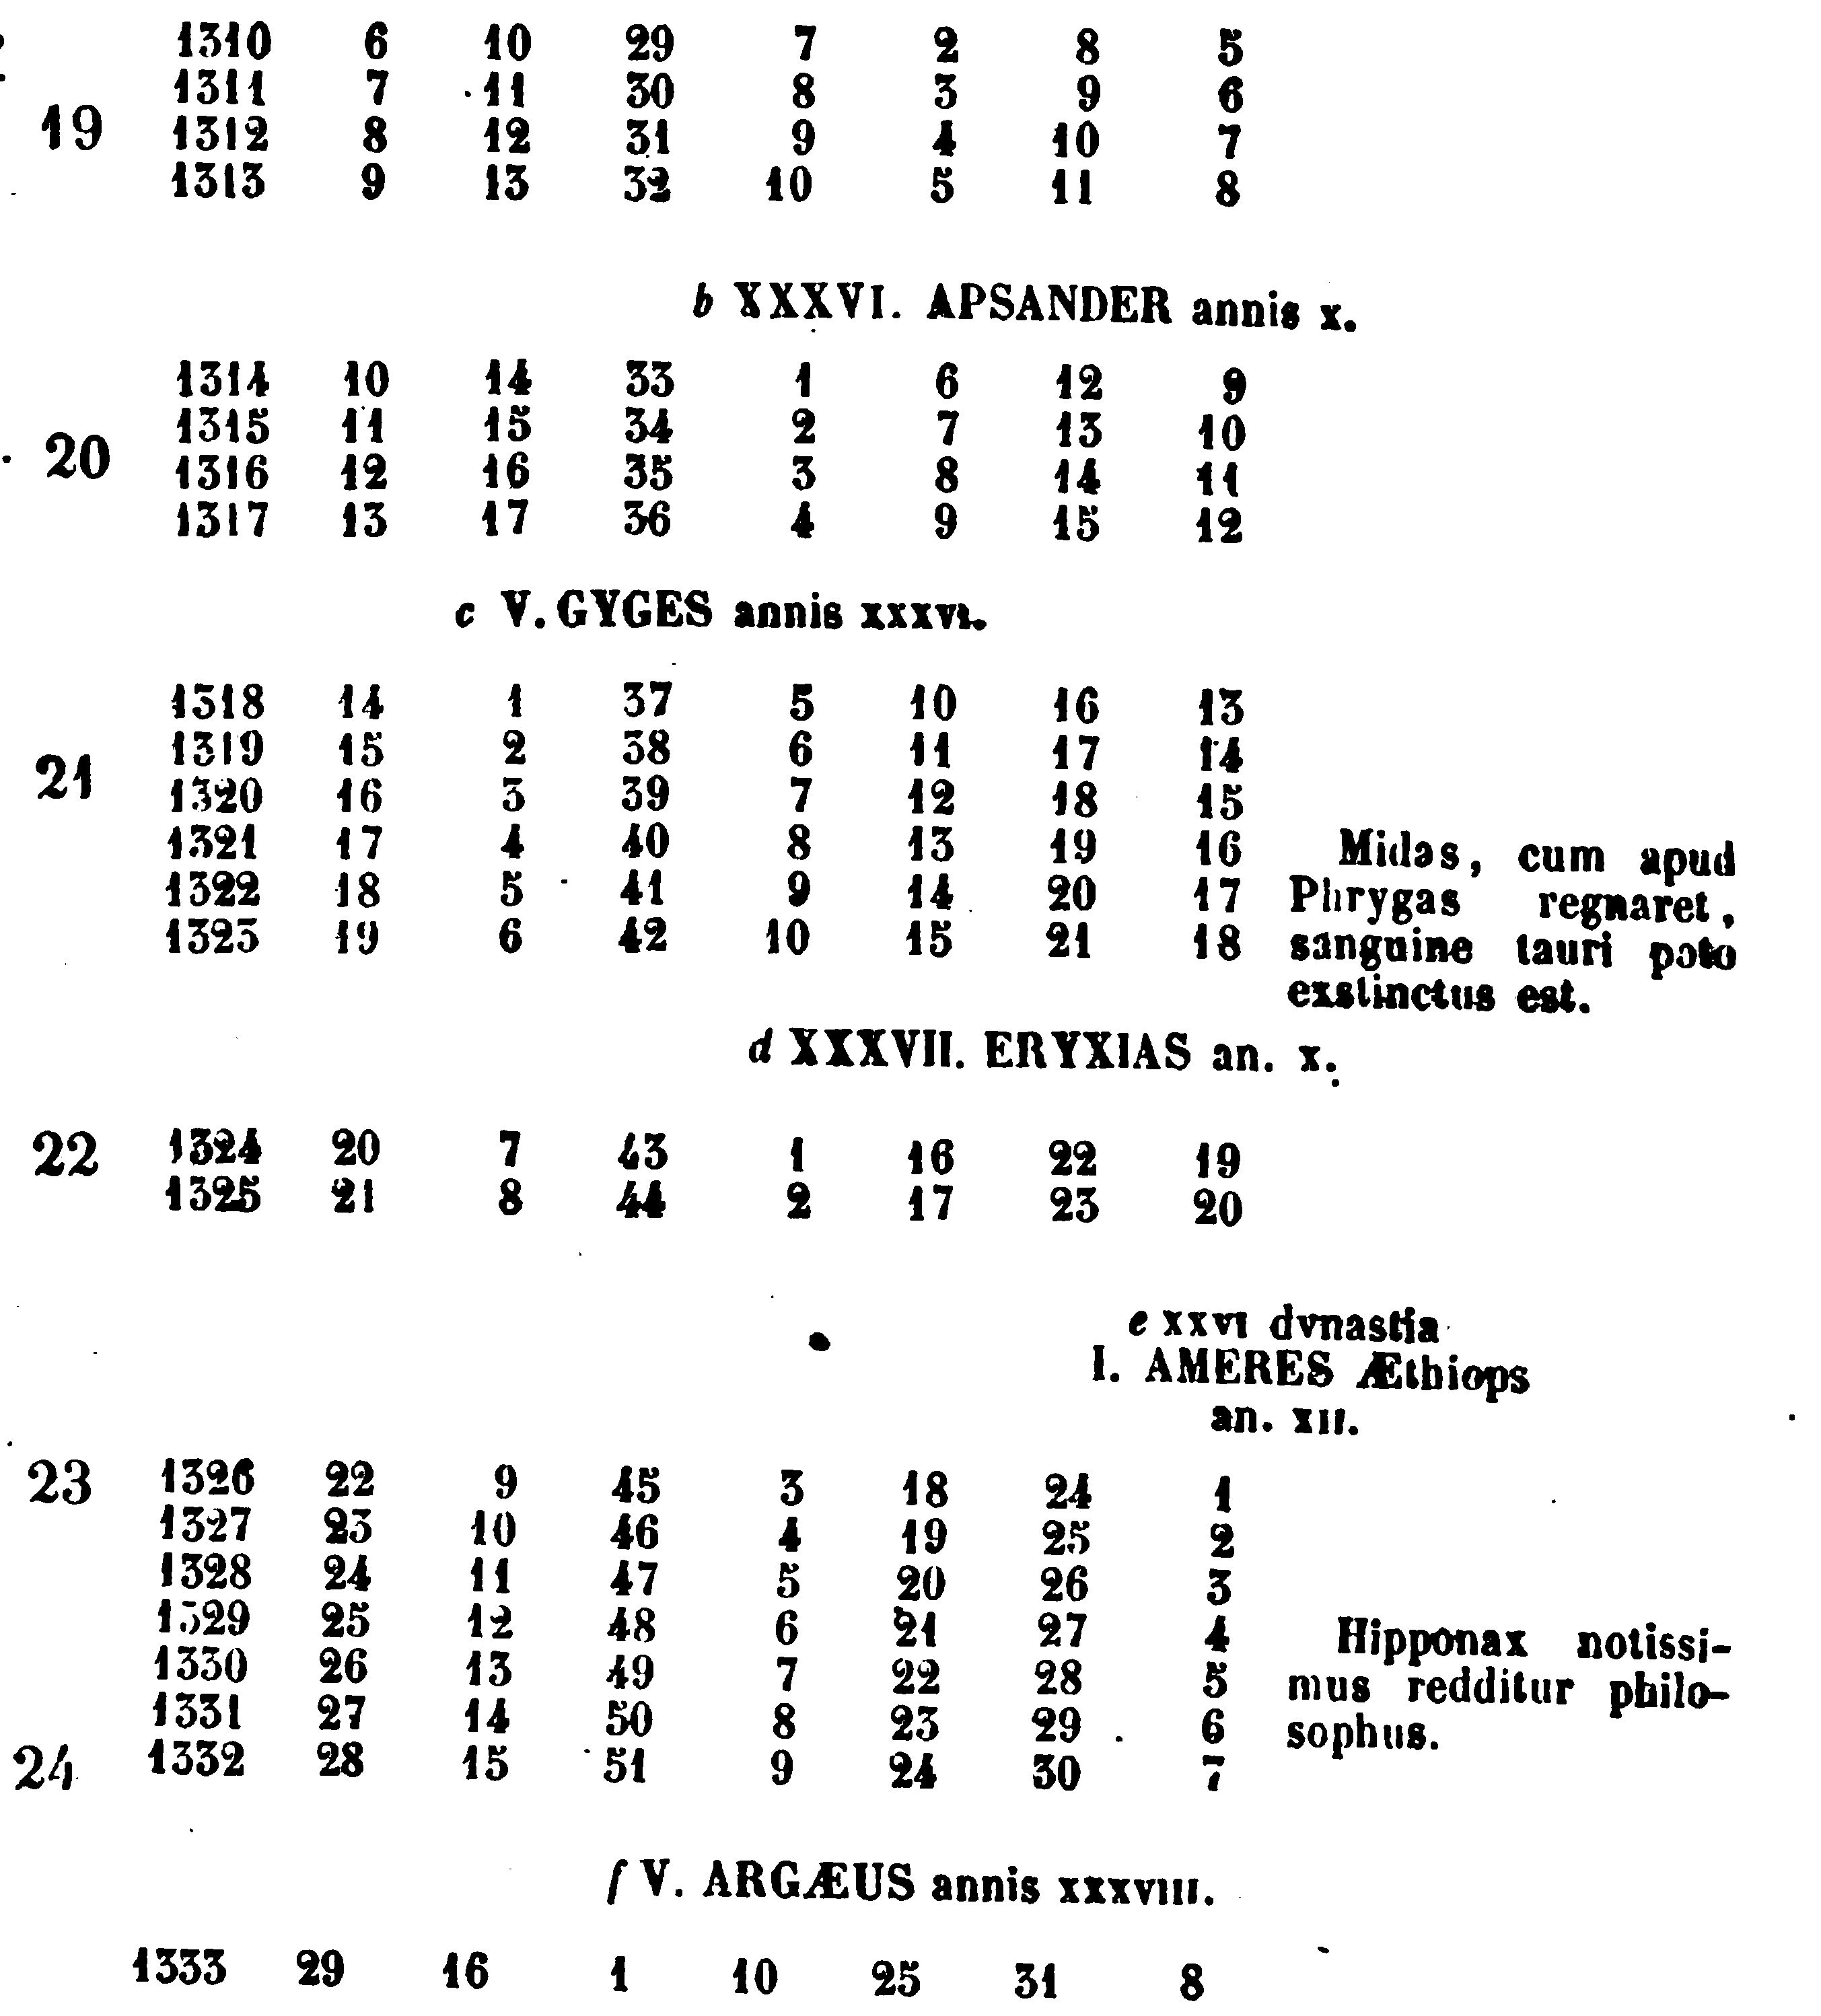 1310 6 10 29 7 2 8 5
1311 7 11 30 8 3 9 6
19 1312 8 12 31 9 4 10 7
1313 9 13 32 10 5 11 8
b XXXVI. APSANDER annis x.
1314 10 14 33 1 6 12 9
1315 11 15 34 2 7 13 10
20 1316 12 16 35 3 8 14 11
1317 13 17 36 4 9 15 12
c V. GYGES annis xxxvi.
1318 14 1 37 5 10 16 13
1319 15 2 38 6 11 17 14
21 1320 16 3 39 7 12 18 15
1321 17 4 40 8 13 19 16 Midas, cum apud
1322 18 5 41 9 14 20 17 Phrygas regnaret,
1323 19 6 42 10 15 21 18 sanguine tauri poto
exstinctus est.
d XXXVII. ERYXIAS an. x.
22 1324 20 7 43 1 16 22 19
1325 21 8 44 2 17 23 20
e xxvi dynastia
I. AMERES Æthiops
an. xii.
23 1326 22 9 45 3 18 24 1
1327 23 10 46 4 19 25 2
1328 24 11 47 5 20 26 3
1329 25 12 48 6 21 27 4 Hipponax notissi-
1330 26 13 49 7 22 28 5 mus redditur philo-
1331 27 14 50 8 23 29 6 sophus.
24 1332 28 15 51 9 24 30 7
f V. ARGÆUS annis xxxviii.
1333 29 16 1 10 25 31 8